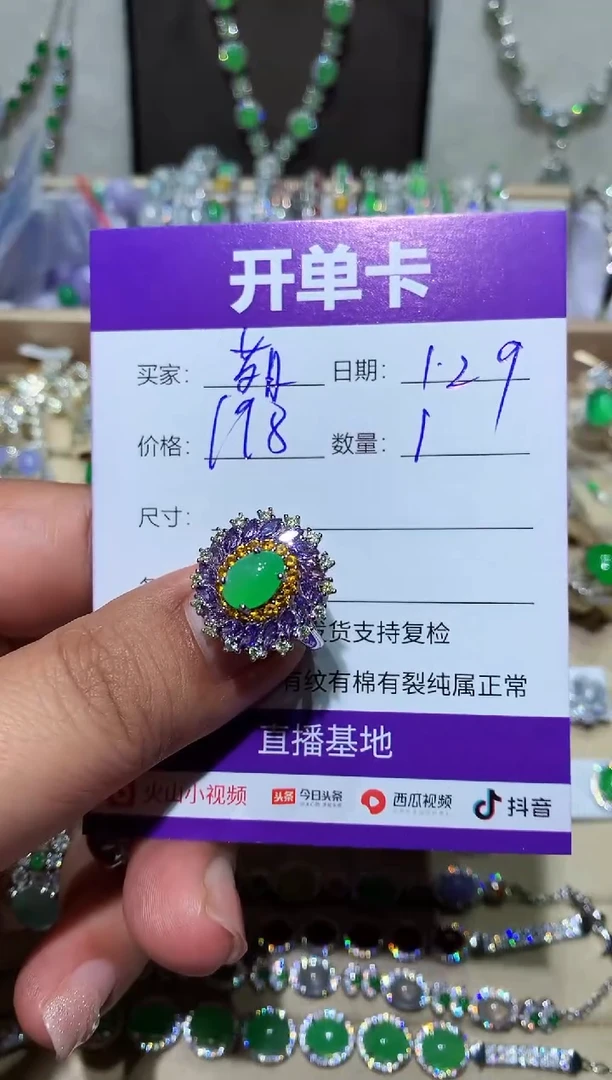 开单卡
买家： 日期：1.29
价格：198 数量：1
尺寸：
货支持复检
有纹有棉有裂纯属正常
直播基地
火山小视频 头条 今日头条 西瓜视频 抖音